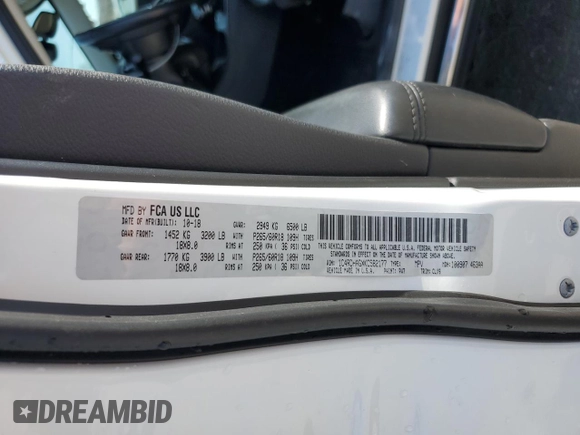 MFD BY FCA US LLC
DATE OF MFR(BUILT): 10-18 GVWR: 2949 KG 6500 LB
GAWR FRONT: 1452 KG 3200 LB WITH P265/60R18 109H TIRES
18X8.0 RIMS AT 250 KPA / 36 PSI COLD
GAWR REAR: 1770 KG 3900 LB WITH P265/60R18 109H TIRES
18X8.0 RIMS AT 250 KPA / 36 PSI COLD
THIS VEHICLE CONFORMS TO ALL APPLICABLE U.S.A. FEDERAL MOTOR VEHICLE SAFETY
STANDARDS IN EFFECT ON THE DATE OF MANUFACTURE SHOWN ABOVE.
TYPE: MPV
VEHICLE MADE IN U.S.A. PAINT: PW7 TRIM:
DREAMBID